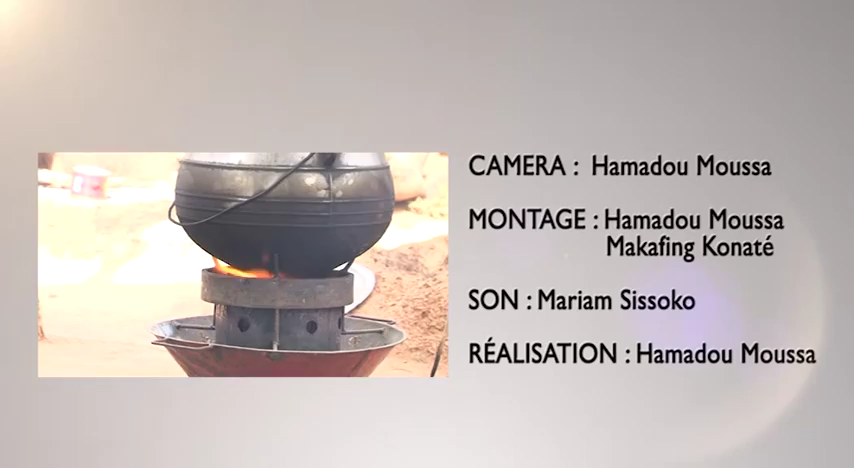 CAMERA : Hamadou Moussa
MONTAGE : Hamadou Moussa
Makafing Konaté
SON : Mariam Sissoko
RÉALISATION : Hamadou Moussa